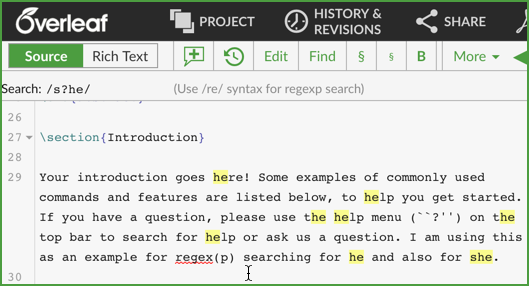 Overleaf PROJECT HISTORY & REVISIONS SHARE
Source Rich Text Edit Find § § B More
Search: /s?he/ (Use /re/ syntax for regexp search)
26
27 \section{Introduction}
28
29 Your introduction goes here! Some examples of commonly used
commands and features are listed below, to help you get started.
If you have a question, please use the help menu (``?'') on the
top bar to search for help or ask us a question. I am using this
as an example for regex(p) searching for he and also for she.
30